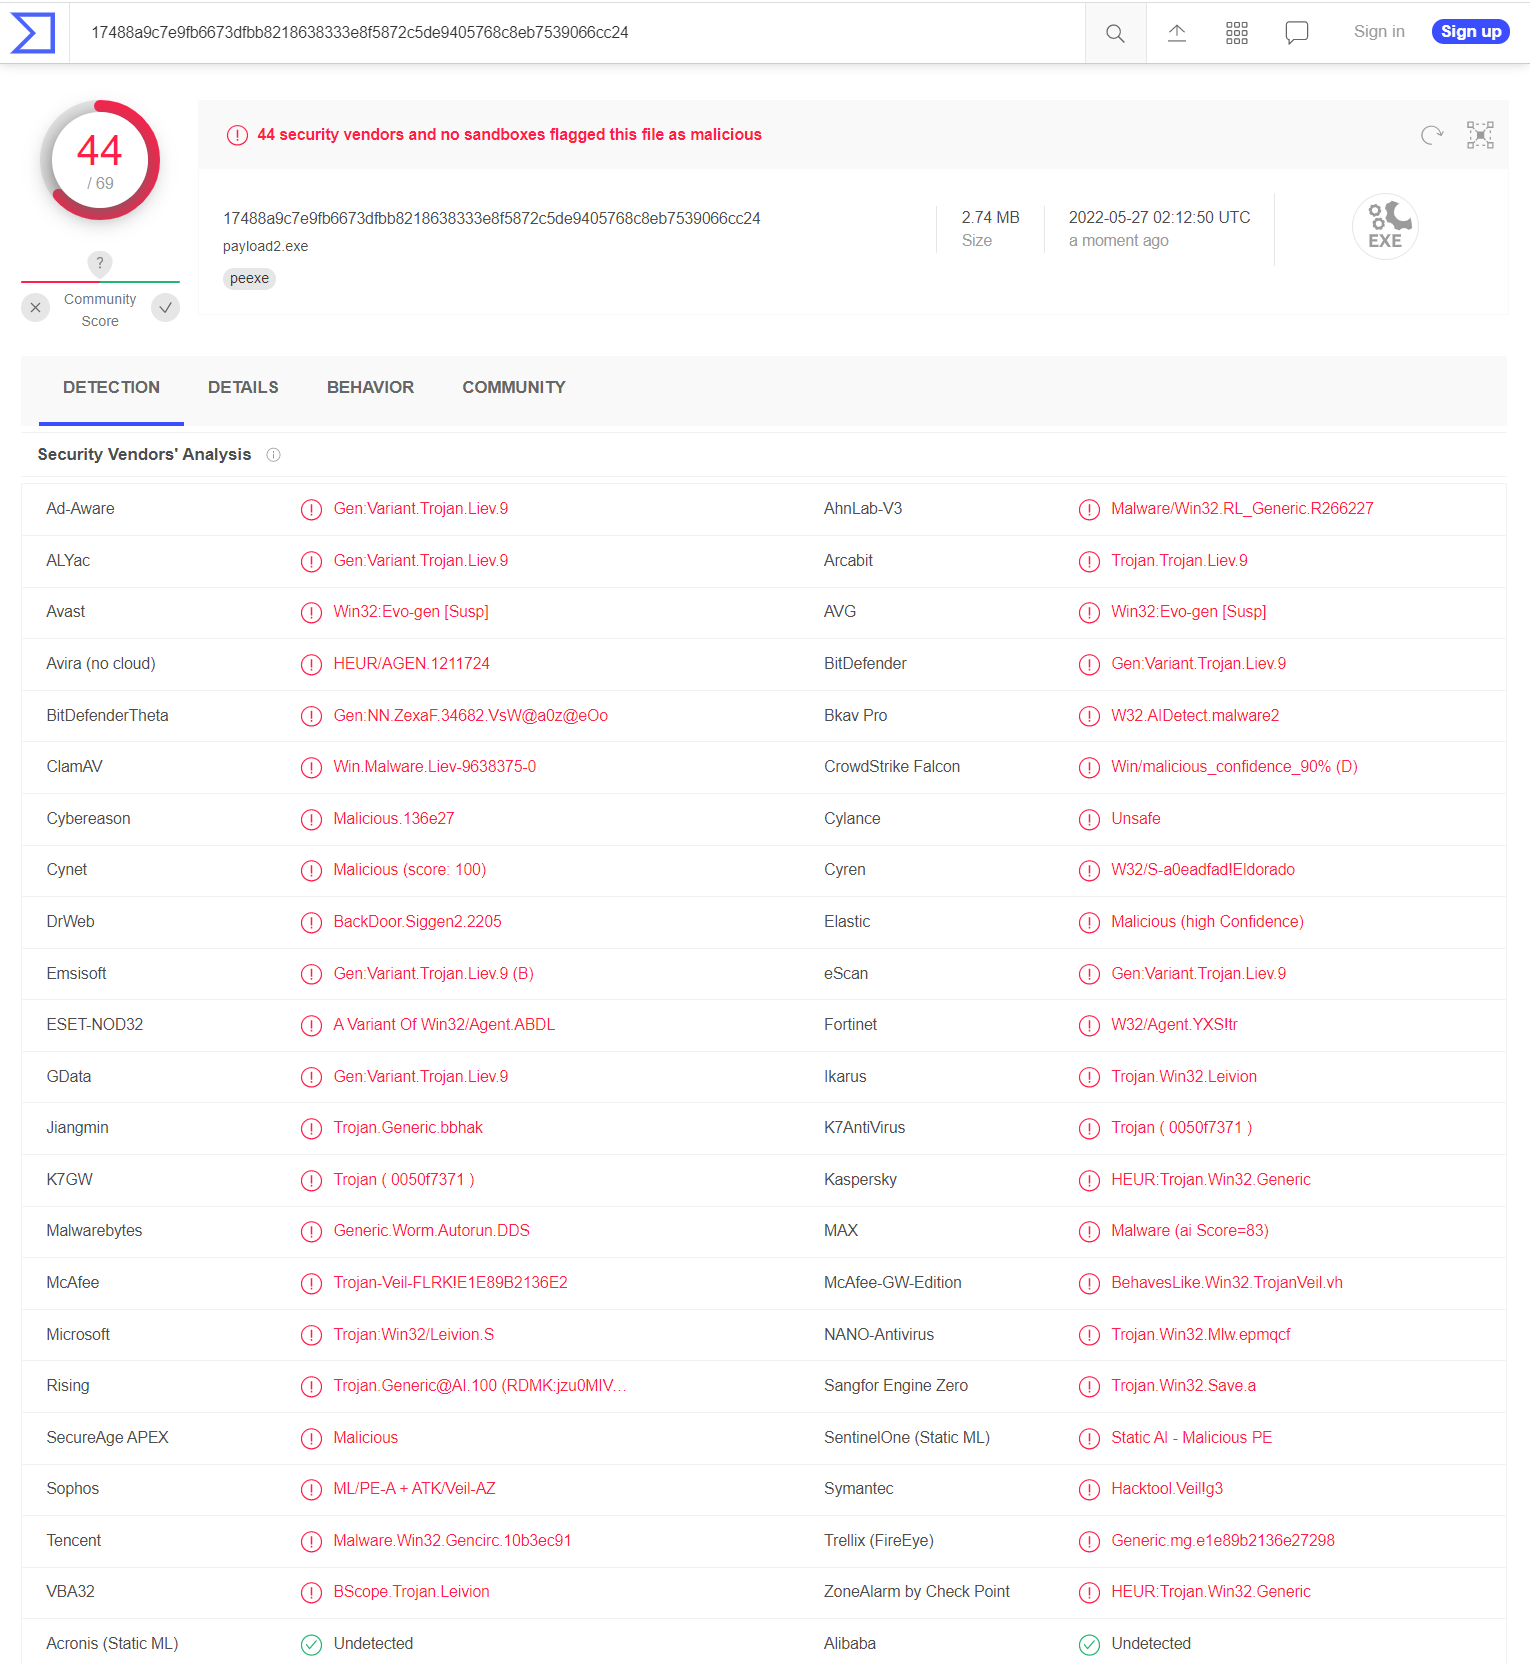 17488a9c7e9fb6673dfbb8218638333e8f5872c5de9405768c8eb7539066cc24
Sign in
Sign up
44
/ 69
44 security vendors and no sandboxes flagged this file as malicious
17488a9c7e9fb6673dfbb8218638333e8f5872c5de9405768c8eb7539066cc24
payload2.exe
peexe
2.74 MB
Size
2022-05-27 02:12:50 UTC
a moment ago
EXE
?
Community
Score
DETECTION DETAILS BEHAVIOR COMMUNITY
Security Vendors' Analysis
Ad-Aware Gen:Variant.Trojan.Liev.9 AhnLab-V3 Malware/Win32.RL_Generic.R266227
ALYac Gen:Variant.Trojan.Liev.9 Arcabit Trojan.Trojan.Liev.9
Avast Win32:Evo-gen [Susp] AVG Win32:Evo-gen [Susp]
Avira (no cloud) HEUR/AGEN.1211724 BitDefender Gen:Variant.Trojan.Liev.9
BitDefenderTheta Gen:NN.ZexaF.34682.VsW@a0z@eOo Bkav Pro W32.AIDetect.malware2
ClamAV Win.Malware.Liev-9638375-0 CrowdStrike Falcon Win/malicious_confidence_90% (D)
Cybereason Malicious.136e27 Cylance Unsafe
Cynet Malicious (score: 100) Cyren W32/S-a0eadfad!Eldorado
DrWeb BackDoor.Siggen2.2205 Elastic Malicious (high Confidence)
Emsisoft Gen:Variant.Trojan.Liev.9 (B) eScan Gen:Variant.Trojan.Liev.9
ESET-NOD32 A Variant Of Win32/Agent.ABDL Fortinet W32/Agent.YXS!tr
GData Gen:Variant.Trojan.Liev.9 Ikarus Trojan.Win32.Leivion
Jiangmin Trojan.Generic.bbhak K7AntiVirus Trojan ( 0050f7371 )
K7GW Trojan ( 0050f7371 ) Kaspersky HEUR:Trojan.Win32.Generic
Malwarebytes Generic.Worm.Autorun.DDS MAX Malware (ai Score=83)
McAfee Trojan-Veil-FLRK!E1E89B2136E2 McAfee-GW-Edition BehavesLike.Win32.TrojanVeil.vh
Microsoft Trojan:Win32/Leivion.S NANO-Antivirus Trojan.Win32.Mlw.epmqcf
Rising Trojan.Generic@AI.100 (RDMK:jzu0MIV... Sangfor Engine Zero Trojan.Win32.Save.a
SecureAge APEX Malicious SentinelOne (Static ML) Static AI - Malicious PE
Sophos ML/PE-A + ATK/Veil-AZ Symantec Hacktool.Veil!g3
Tencent Malware.Win32.Gencirc.10b3ec91 Trellix (FireEye) Generic.mg.e1e89b2136e27298
VBA32 BScope.Trojan.Leivion ZoneAlarm by Check Point HEUR:Trojan.Win32.Generic
Acronis (Static ML) Undetected Alibaba Undetected